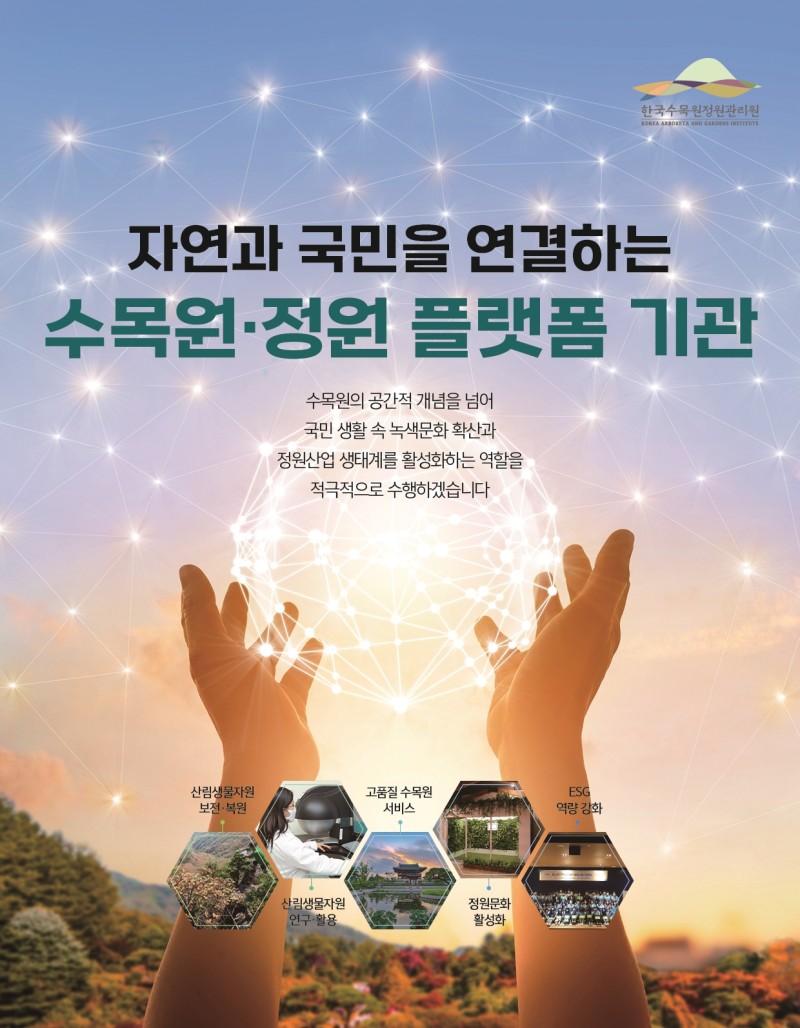 한국수목원정원관리원
KOREA ARBORETA AND GARDENS INSTITUTE
자연과 국민을 연결하는
수목원·정원 플랫폼 기관
수목원의 공간적 개념을 넘어
국민 생활 속 녹색문화 확산과
정원산업 생태계를 활성화하는 역할을
적극적으로 수행하겠습니다
산림생물자원
보전·복원
고품질 수목원
서비스
ESG
역량 강화
산림생물자원
연구·활용
정원문화
활성화